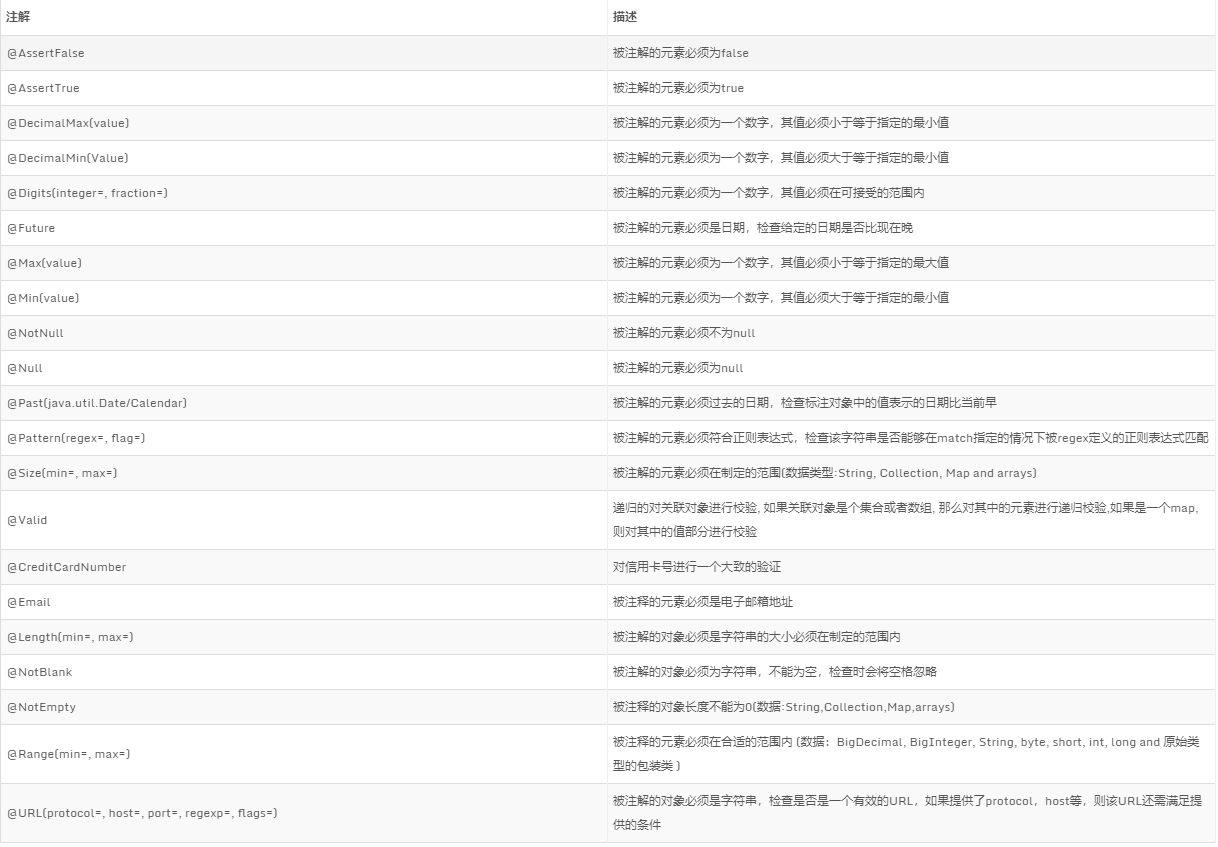 注解 描述
@AssertFalse 被注解的元素必须为false
@AssertTrue 被注解的元素必须为true
@DecimalMax(value) 被注解的元素必须为一个数字，其值必须小于等于指定的最小值
@DecimalMin(Value) 被注解的元素必须为一个数字，其值必须大于等于指定的最小值
@Digits(integer=, fraction=) 被注解的元素必须为一个数字，其值必须在可接受的范围内
@Future 被注解的元素必须是日期，检查给定的日期是否比现在晚
@Max(value) 被注解的元素必须为一个数字，其值必须小于等于指定的最大值
@Min(value) 被注解的元素必须为一个数字，其值必须大于等于指定的最小值
@NotNull 被注解的元素必须不为null
@Null 被注解的元素必须为null
@Past(java.util.Date/Calendar) 被注解的元素必须过去的日期，检查标注对象中的值表示的日期比当前早
@Pattern(regex=, flag=) 被注解的元素必须符合正则表达式，检查该字符串是否能够在match指定的情况下被regex定义的正则表达式匹配
@Size(min=, max=) 被注解的元素必须在制定的范围(数据类型:String, Collection, Map and arrays)
@Valid 递归的对关联对象进行校验, 如果关联对象是个集合或者数组, 那么对其中的元素进行递归校验,如果是一个map,
则对其中的值部分进行校验
@CreditCardNumber 对信用卡号进行一个大致的验证
@Email 被注释的元素必须是电子邮箱地址
@Length(min=, max=) 被注解的对象必须是字符串的大小必须在制定的范围内
@NotBlank 被注解的对象必须为字符串，不能为空，检查时会将空格忽略
@NotEmpty 被注释的对象长度不能为0(数据:String,Collection,Map,arrays)
@Range(min=, max=) 被注释的元素必须在合适的范围内 (数据：BigDecimal, BigInteger, String, byte, short, int, long and 原始类
型的包装类 )
@URL(protocol=, host=, port=, regexp=, flags=) 被注解的对象必须是字符串，检查是否是一个有效的URL，如果提供了protocol，host等，则该URL还需满足提
供的条件